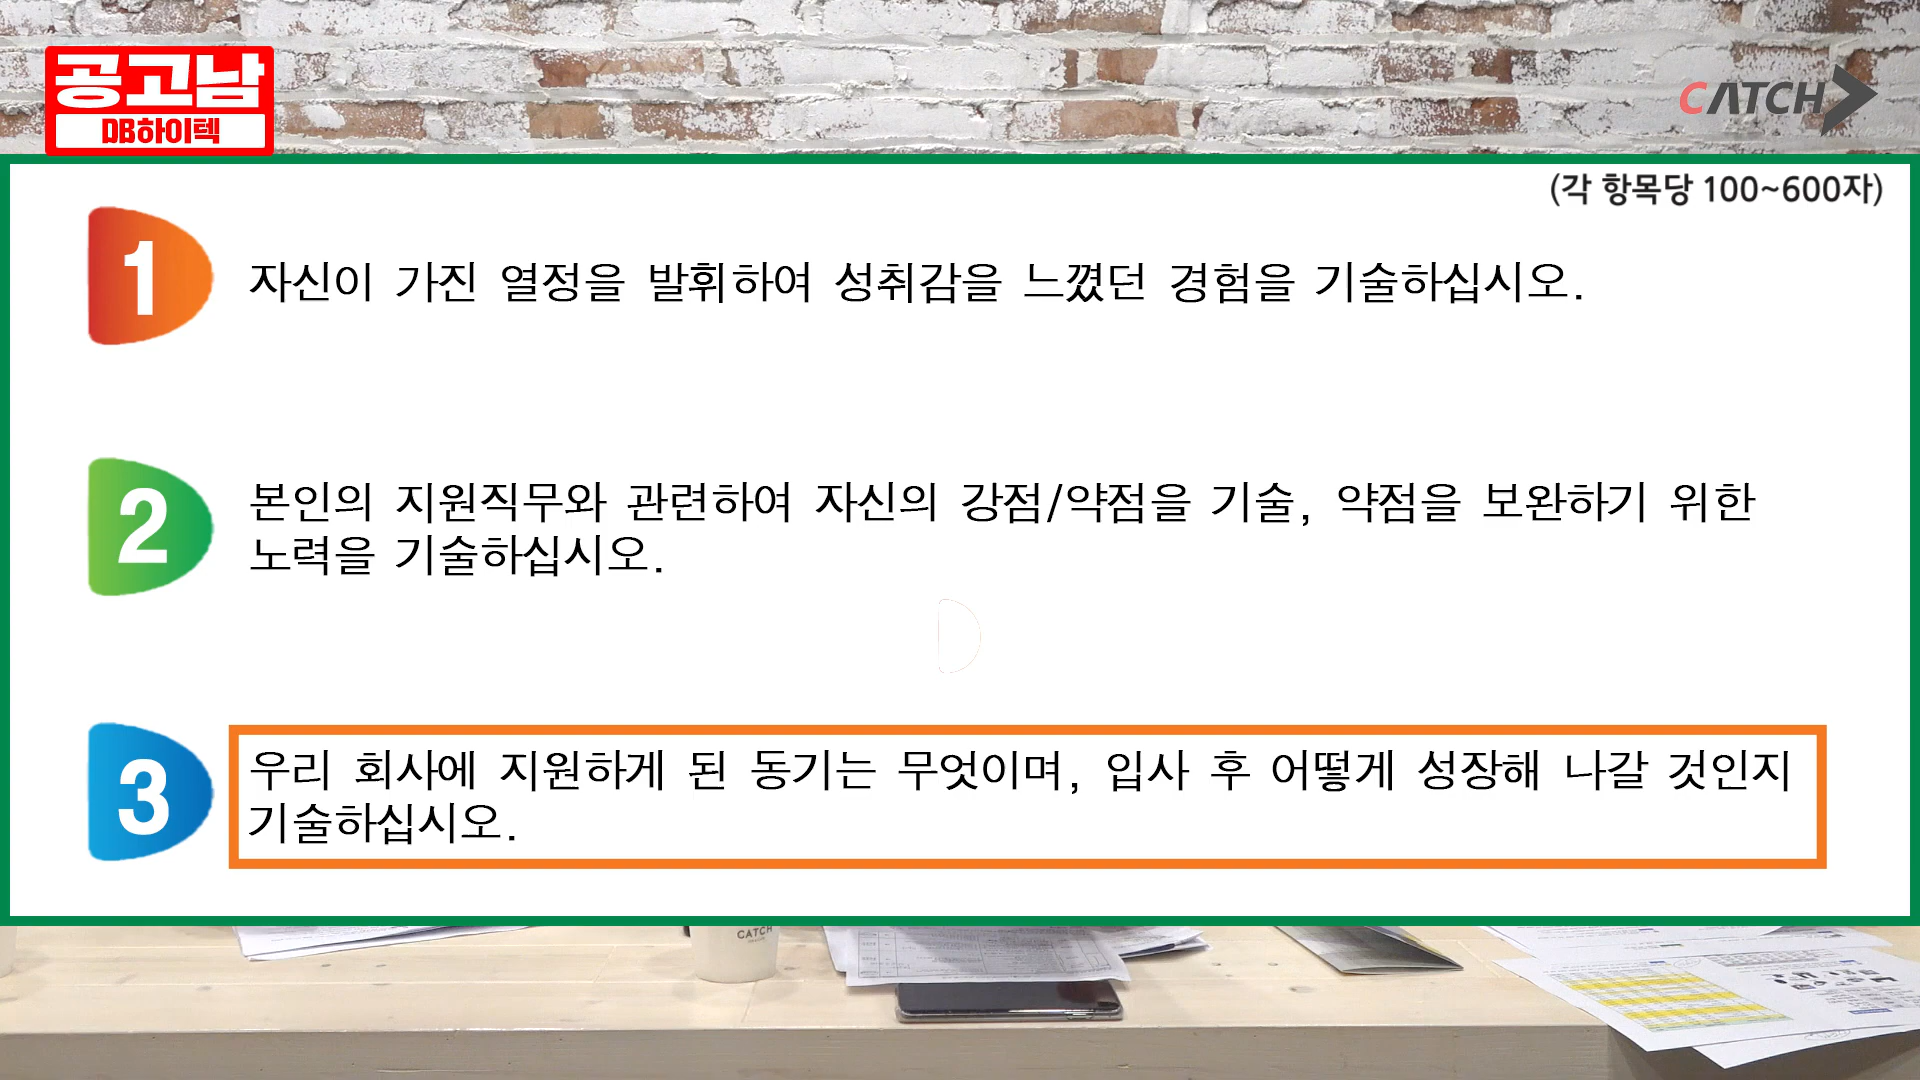 공고남
DB하이텍
CATCH
(각 항목당 100~600자)
1
자신이 가진 열정을 발휘하여 성취감을 느꼈던 경험을 기술하십시오.
2
본인의 지원직무와 관련하여 자신의 강점/약점을 기술, 약점을 보완하기 위한
노력을 기술하십시오.
3
우리 회사에 지원하게 된 동기는 무엇이며, 입사 후 어떻게 성장해 나갈 것인지
기술하십시오.
CATCH